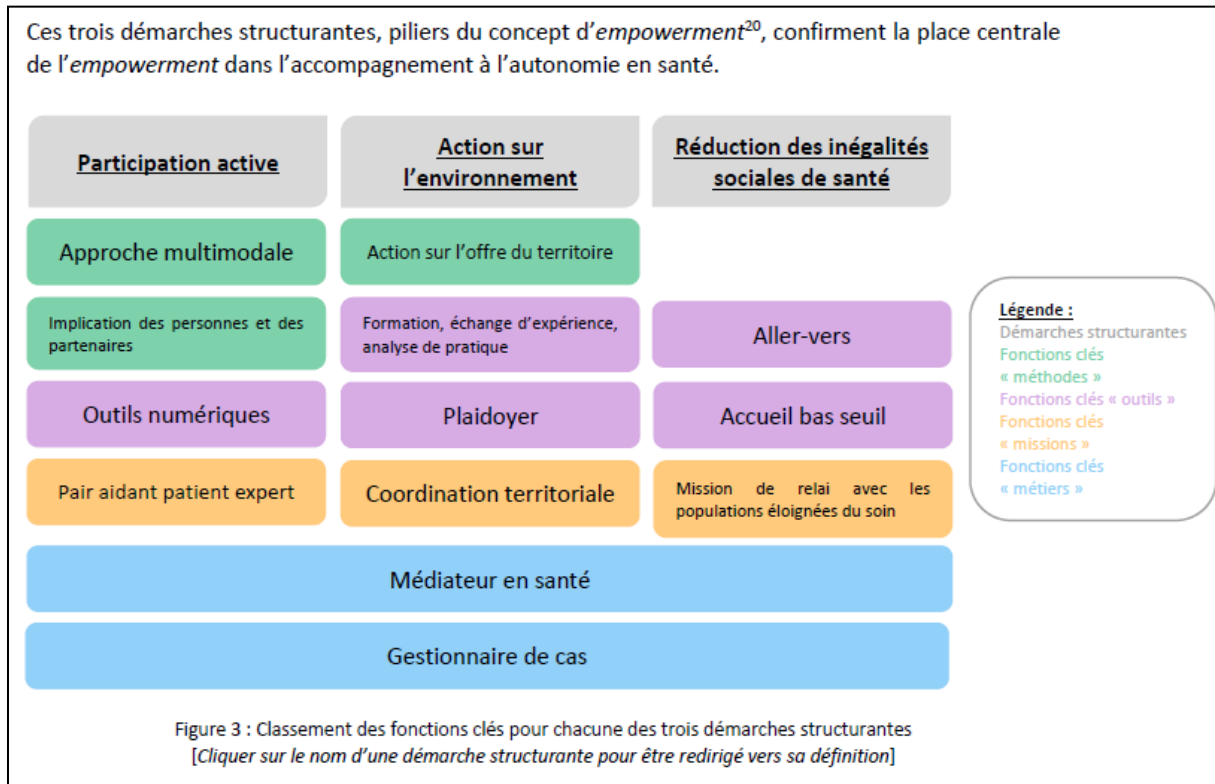 Ces trois démarches structurantes, piliers du concept d’empowerment20, confirment la place centrale
de l’empowerment dans l’accompagnement à l’autonomie en santé.
Participation active
Action sur
l’environnement
Réduction des inégalités
sociales de santé
Approche multimodale
Action sur l’offre du territoire
Implication des personnes et des
partenaires
Formation, échange d’expérience,
analyse de pratique
Aller-vers
Outils numériques
Plaidoyer
Accueil bas seuil
Pair aidant patient expert
Coordination territoriale
Mission de relai avec les
populations éloignées du soin
Médiateur en santé
Gestionnaire de cas
Légende :
Démarches structurantes
Fonctions clés
« méthodes »
Fonctions clés « outils »
Fonctions clés
« missions »
Fonctions clés
« métiers »
Figure 3 : Classement des fonctions clés pour chacune des trois démarches structurantes
[Cliquer sur le nom d’une démarche structurante pour être redirigé vers sa définition]